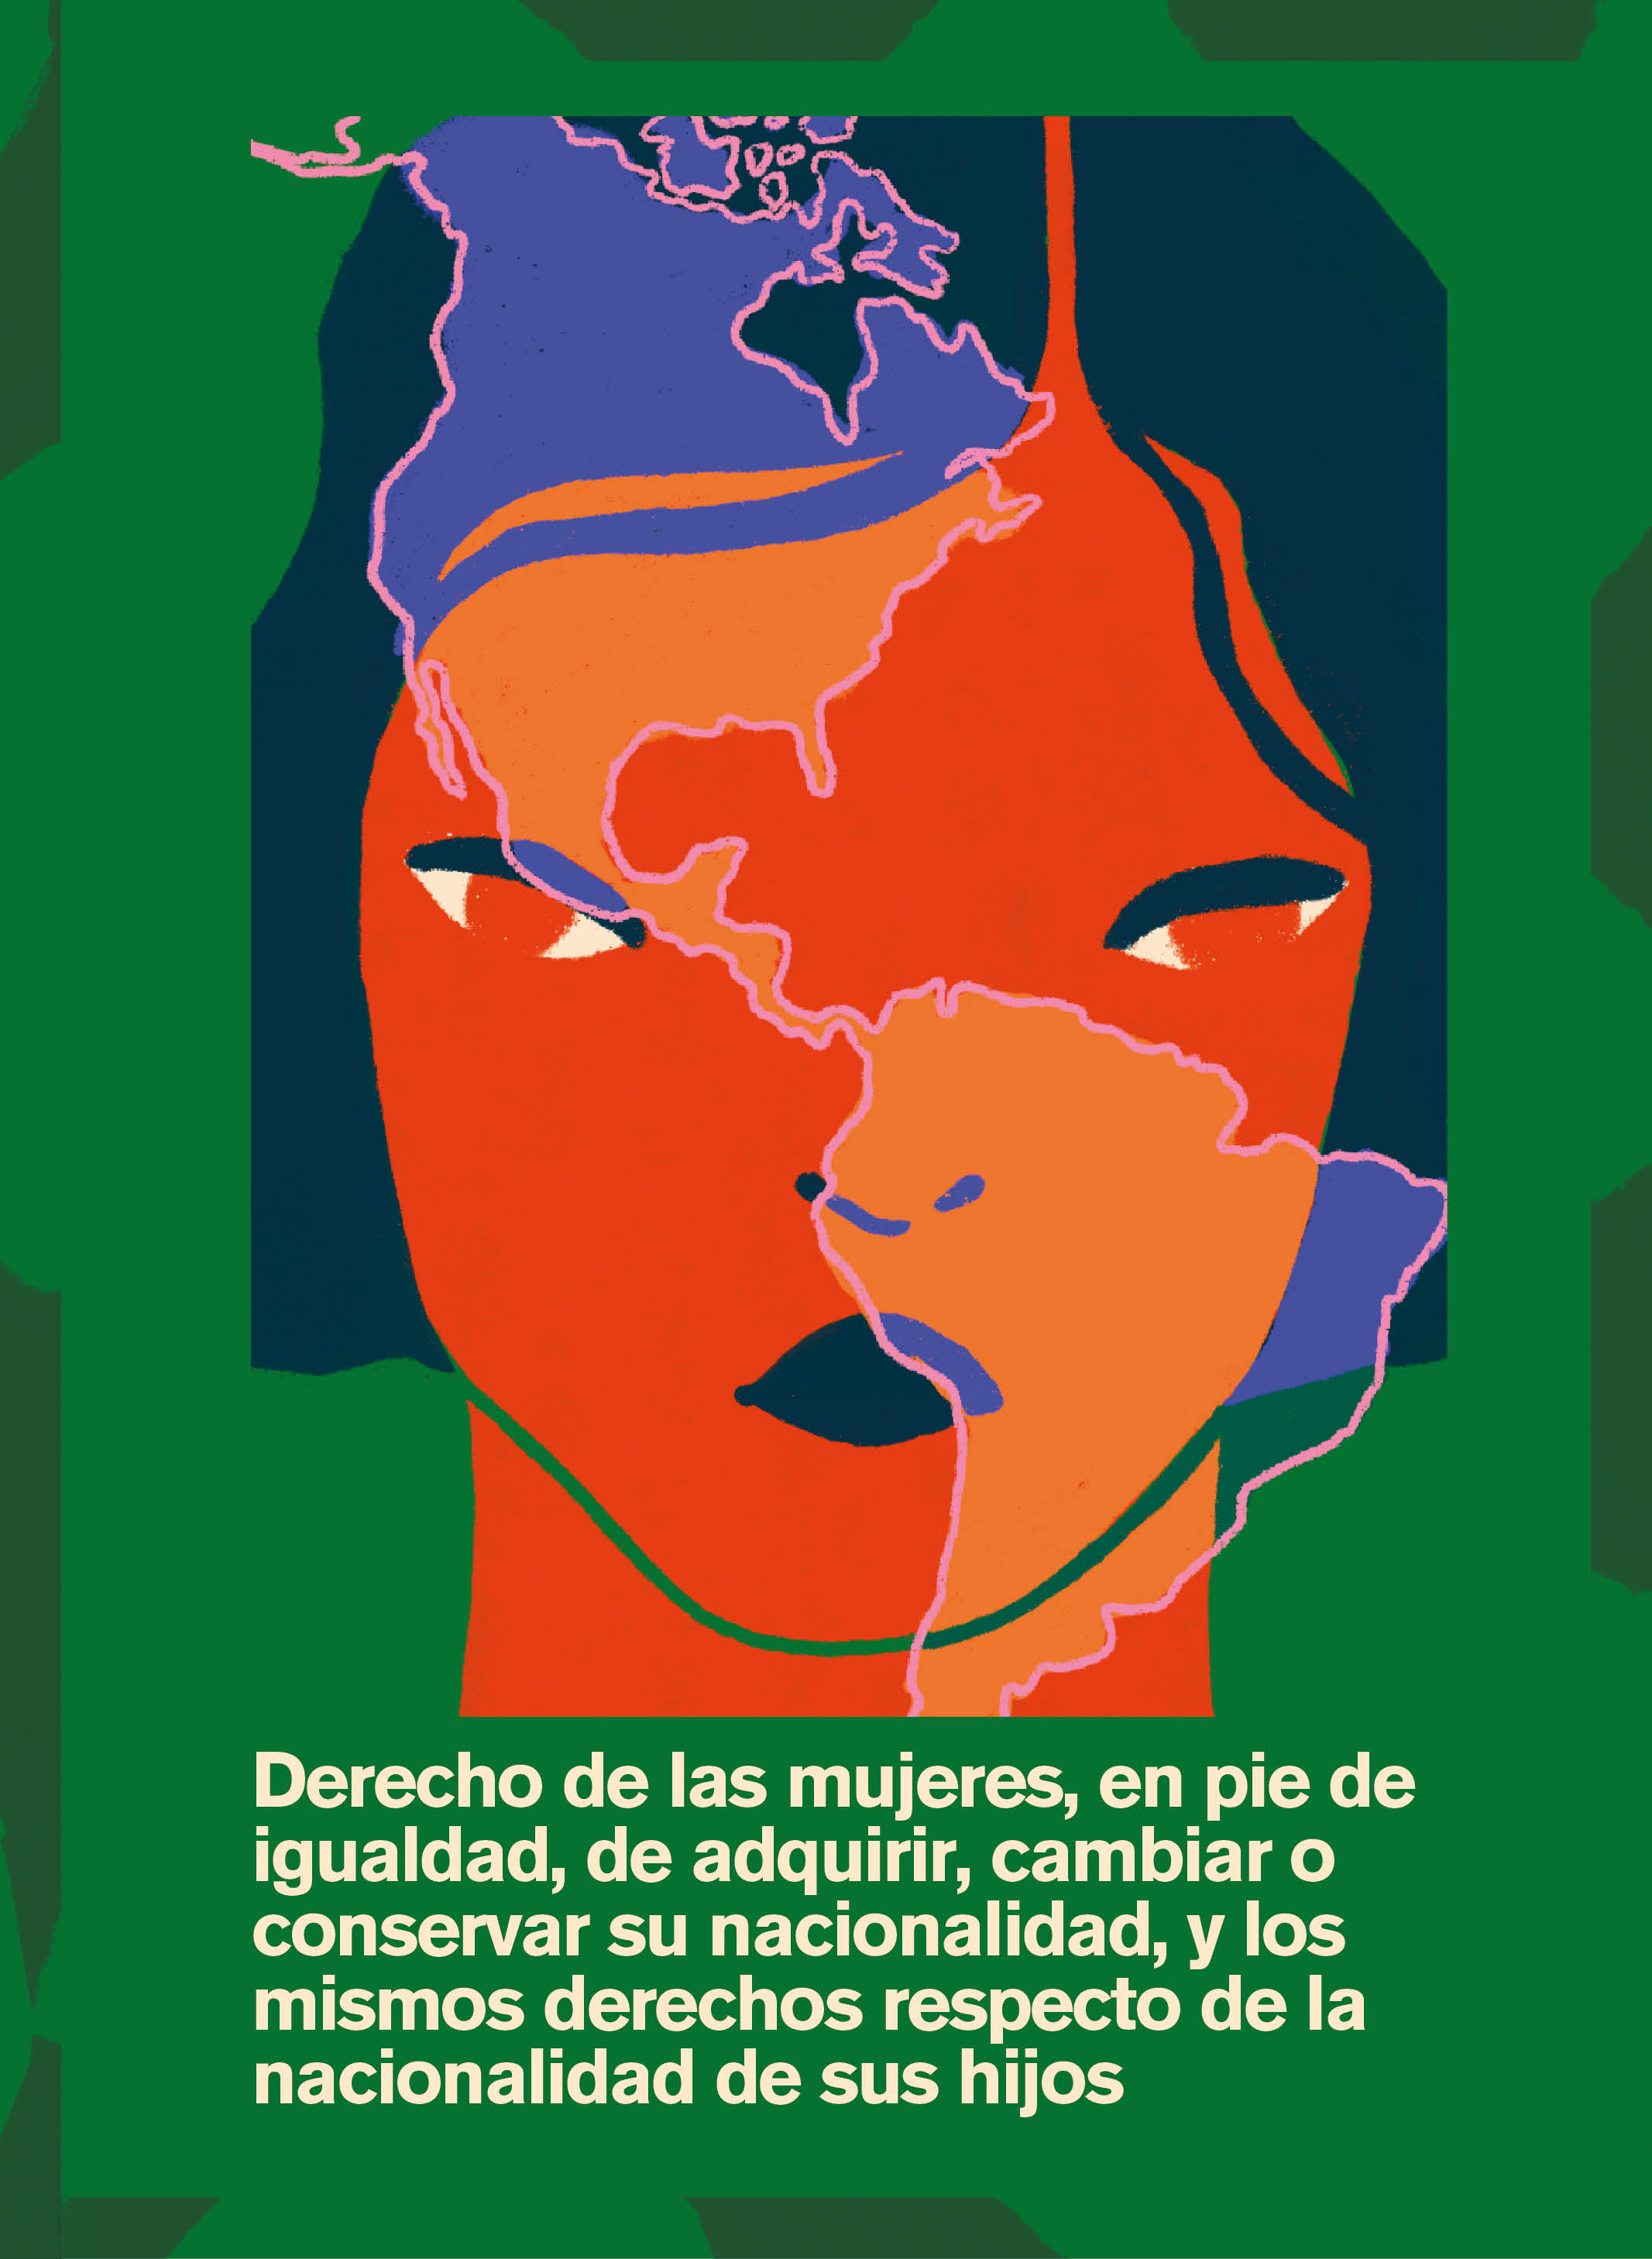 Derecho de las mujeres, en pie de
igualdad, de adquirir, cambiar o
conservar su nacionalidad, y los
mismos derechos respecto de la
nacionalidad de sus hijos